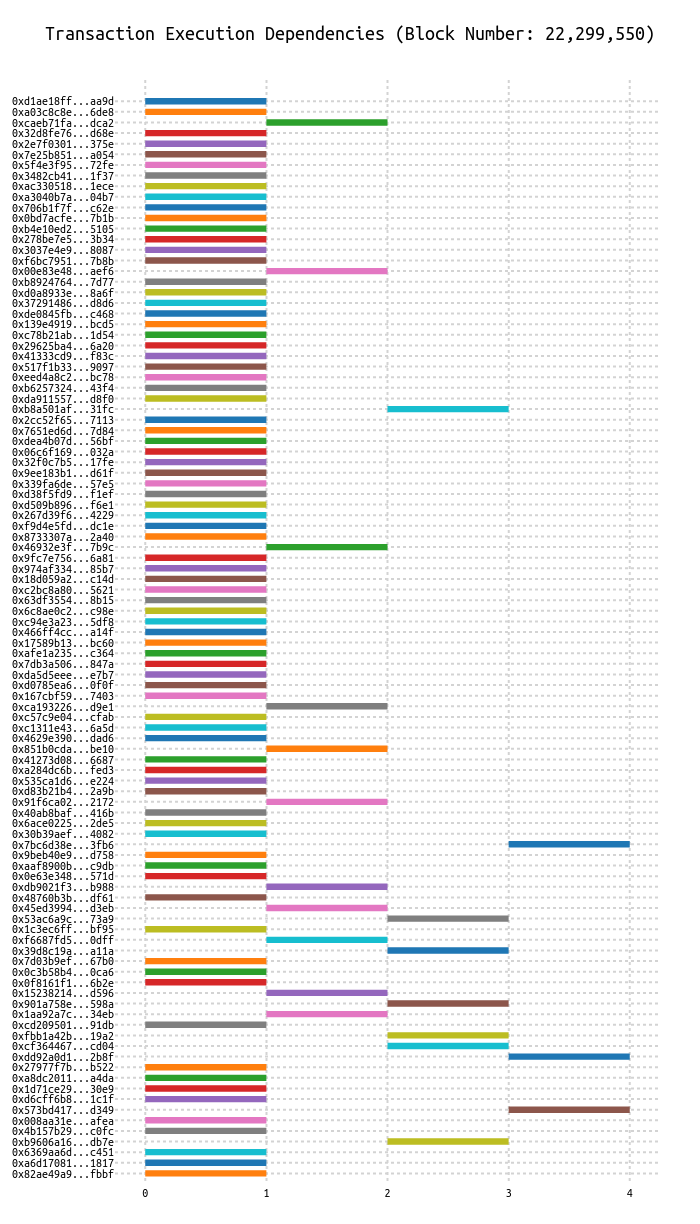 Transaction Execution Dependencies (Block Number: 22,299,550)
0xd1ae18ff...aa9d
0xa03c8c8e...6de8
0xcaeb71fa...dca2
0x32d8fe76...d68e
0x2e7f0301...375e
0x7e25b851...a054
0x5f4e3f95...72fe
0x3482cb41...1f37
0xac330518...1ece
0xa3040b7a...04b7
0x706b1f7f...c62e
0x0bd7acfe...7b1b
0xb4e10ed2...5105
0x278be7e5...3b34
0x3037e4e9...8087
0xf6bc7951...7b8b
0x00e83e48...aef6
0xb8924764...7d77
0xd0a8933e...8a6f
0x37291486...d8d6
0xde0845fb...c468
0x139e4919...bcd5
0xc78b21ab...1d54
0x29625ba4...6a20
0x41333cd9...f83c
0x517f1b33...9097
0xeed4a8c2...bc78
0xb6257324...43f4
0xda911557...d8f0
0xb8a501af...31fc
0x2cc52f65...7113
0x7651ed6d...7d84
0xdea4b07d...56bf
0x06c6f169...032a
0x32f0c7b5...17fe
0x9ee183b1...d61f
0x339fa6de...57e5
0xd38f5fd9...f1ef
0xd509b896...f6e1
0x267d39f6...4229
0xf9d4e5fd...dc1e
0x8733307a...2a40
0x46932e3f...7b9c
0x9fc7e756...6a81
0x974af334...85b7
0x18d059a2...c14d
0xc2bc8a80...5621
0x63df3554...8b15
0x6c8ae0c2...c98e
0xc94e3a23...5df8
0x466ff4cc...a14f
0x17589b13...bc60
0xafe1a235...c364
0x7db3a506...847a
0xda5d5eee...e7b7
0xd0785ea6...0f0f
0x167cbf59...7403
0xca193226...d9e1
0xc57c9e04...cfab
0xc1311e43...6a5d
0x4629e390...dad6
0x851b0cda...be10
0x41273d08...6687
0xa284dc6b...fed3
0x535ca1d6...e224
0xd83b21b4...2a9b
0x91f6ca02...2172
0x40ab8baf...416b
0x6ace0225...2de5
0x30b39aef...4082
0x7bc6d38e...3fb6
0x9beb40e9...d758
0xaaf8900b...c9db
0x0e63e348...571d
0xdb9021f3...b988
0x48760b3b...df61
0x45ed3994...d3eb
0x53ac6a9c...73a9
0x1c3ec6ff...bf95
0xf6687fd5...0dff
0x39d8c19a...a11a
0x7d03b9ef...67b0
0x0c3b58b4...0ca6
0x0f8161f1...6b2e
0x15238214...d596
0x901a758e...598a
0x1aa92a7c...34eb
0xcd209501...91db
0xfbb1a42b...19a2
0xcf364467...cd04
0xdd92a0d1...2b8f
0x27977f7b...b522
0xa8dc2011...a4da
0x1d71ce29...30e9
0xd6cff6b8...1c1f
0x573bd417...d349
0x008aa31e...afea
0x4b157b29...c0fc
0xb9606a16...db7e
0x6369aa6d...c451
0xa6d17081...1817
0x82ae49a9...fbbf
0 1 2 3 4